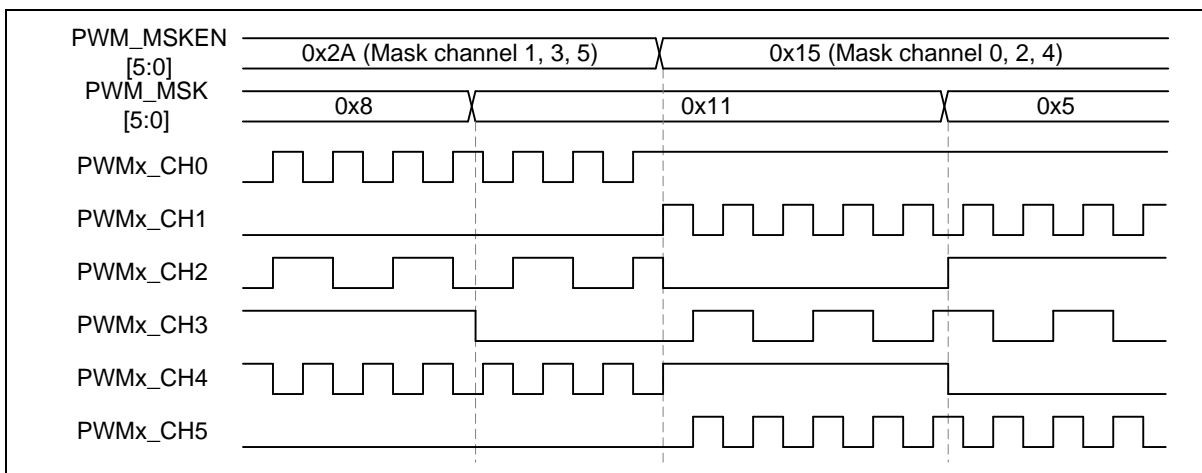 PWM_MSKEN
[5:0]
0x2A (Mask channel 1, 3, 5)
0x15 (Mask channel 0, 2, 4)
PWM_MSK
[5:0]
0x8
0x11
0x5
PWMx_CH0
PWMx_CH1
PWMx_CH2
PWMx_CH3
PWMx_CH4
PWMx_CH5